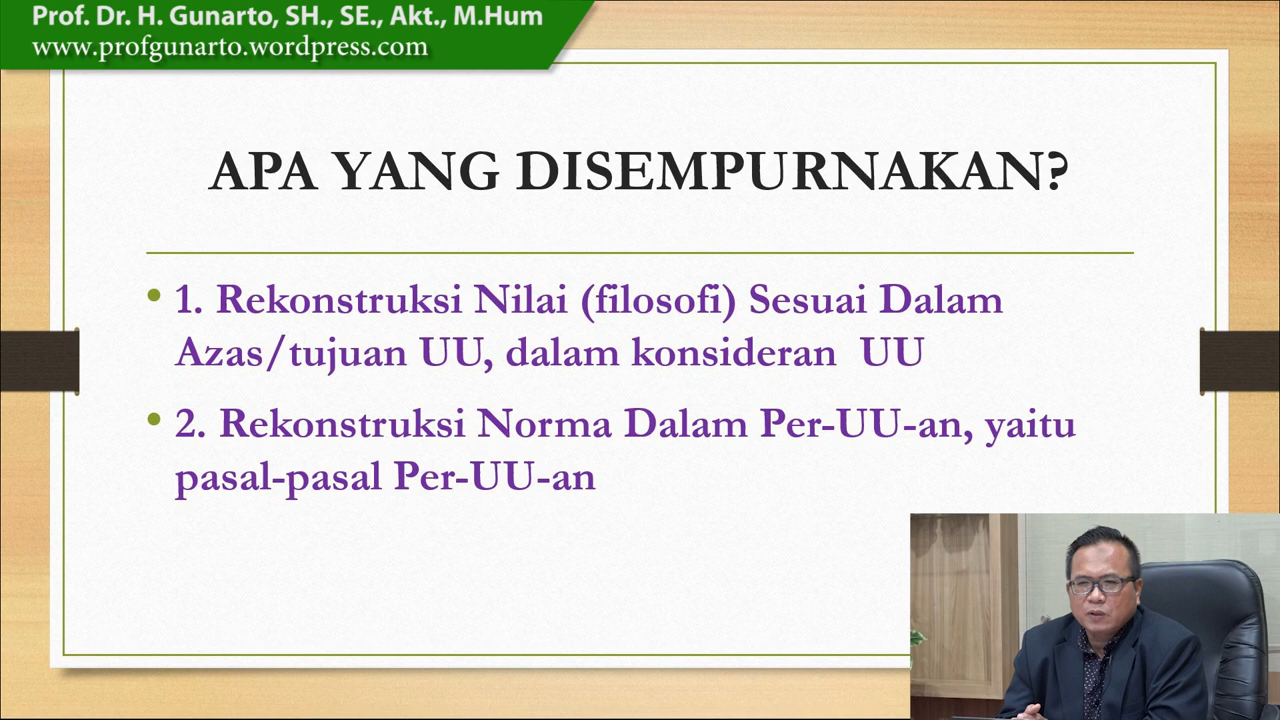 Prof. Dr. H. Gunarto, SH., SE., Akt., M.Hum
www.profgunarto.wordpress.com
APA YANG DISEMPURNAKAN?
• 1. Rekonstruksi Nilai (filosofi) Sesuai Dalam
Azas/tujuan UU, dalam konsideran UU
• 2. Rekonstruksi Norma Dalam Per-UU-an, yaitu
pasal-pasal Per-UU-an